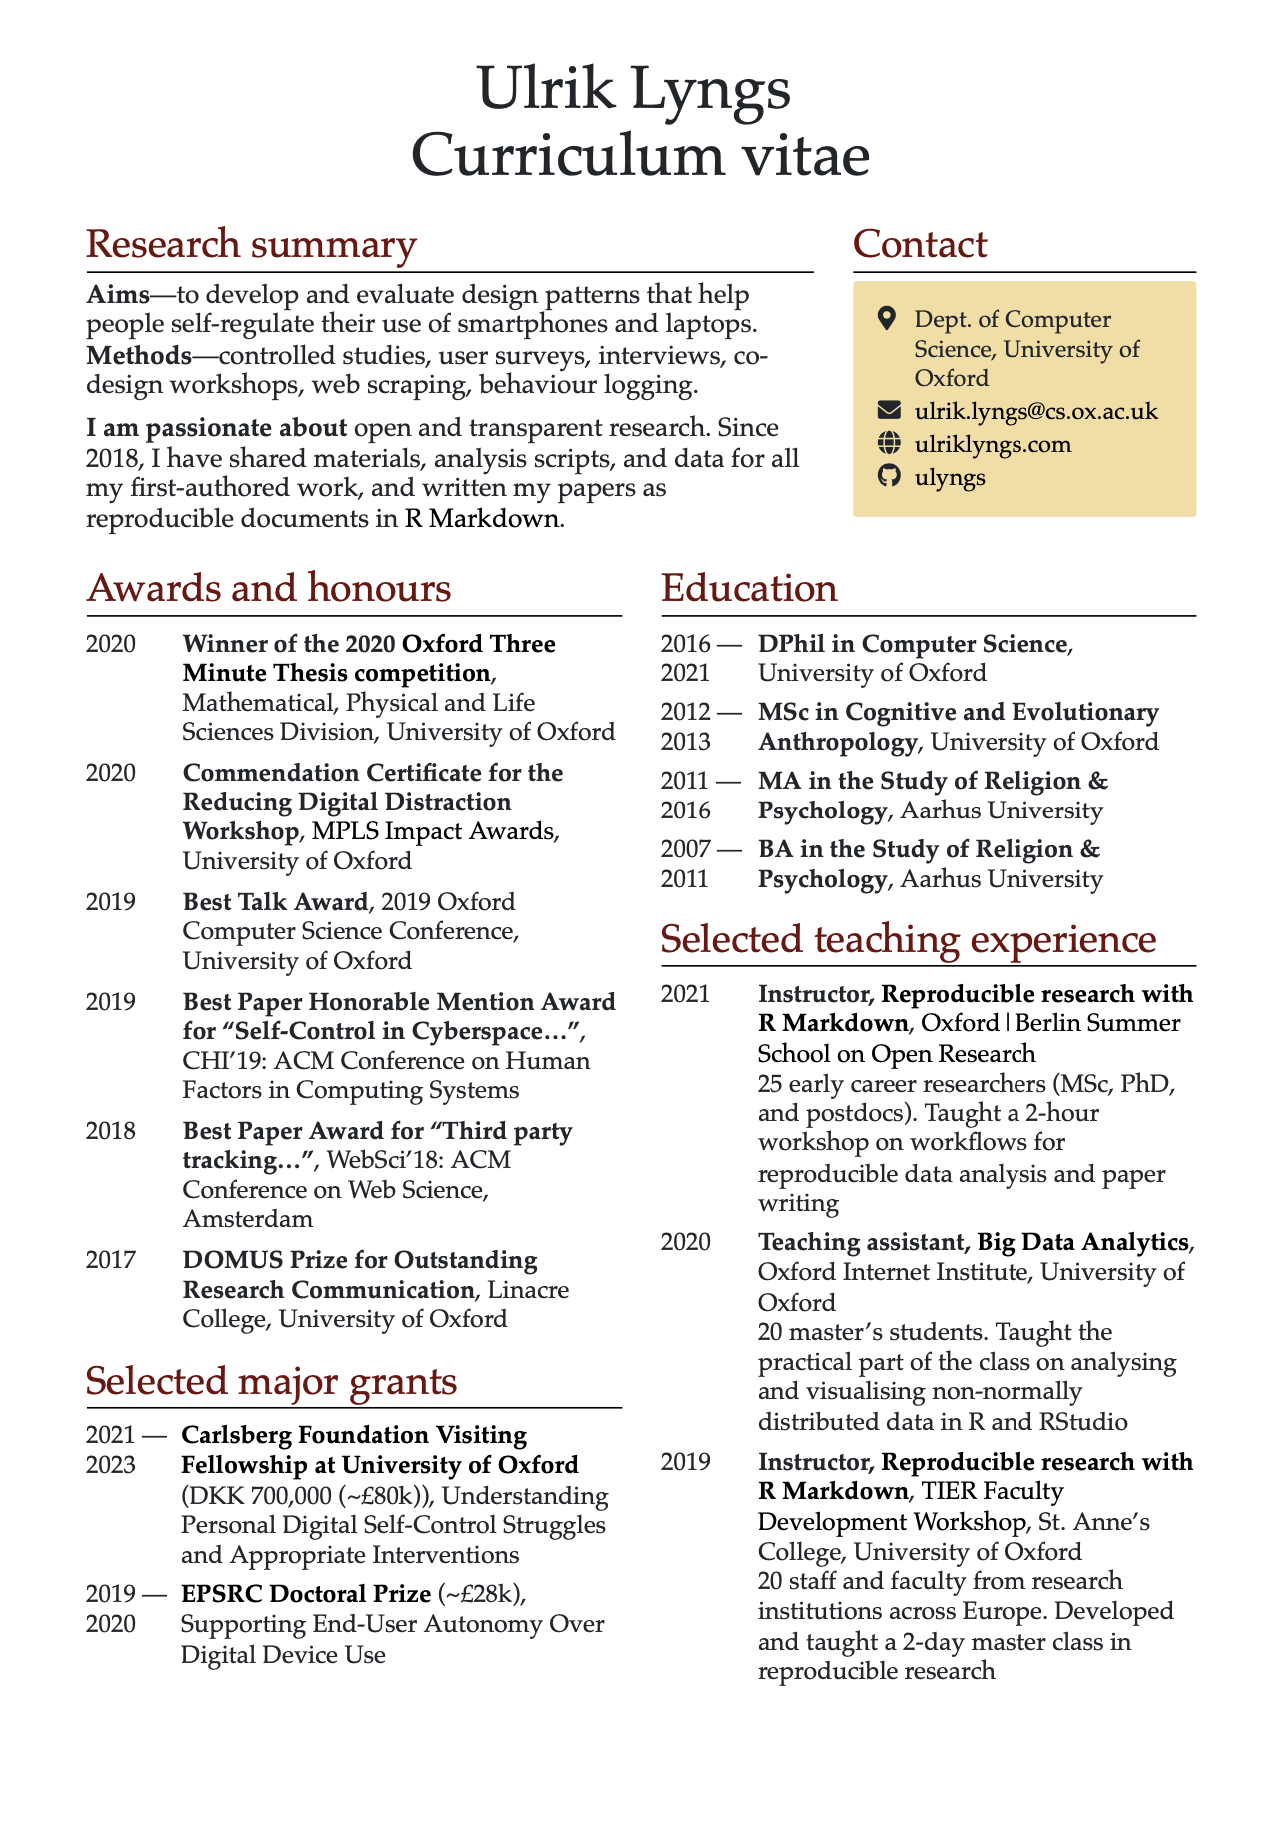 Ulrik Lyngs
Curriculum vitae
Research summary
Aims—to develop and evaluate design patterns that help
people self-regulate their use of smartphones and laptops.
Methods—controlled studies, user surveys, interviews, co-
design workshops, web scraping, behaviour logging.
I am passionate about open and transparent research. Since
2018, I have shared materials, analysis scripts, and data for all
my first-authored work, and written my papers as
reproducible documents in R Markdown.
Contact
Dept. of Computer
Science, University of
Oxford
ulrik.lyngs@cs.ox.ac.uk
ulriklyngs.com
ulyngs
Awards and honours
2020 Winner of the 2020 Oxford Three
Minute Thesis competition,
Mathematical, Physical and Life
Sciences Division, University of Oxford
2020 Commendation Certificate for the
Reducing Digital Distraction
Workshop, MPLS Impact Awards,
University of Oxford
2019 Best Talk Award, 2019 Oxford
Computer Science Conference,
University of Oxford
2019 Best Paper Honorable Mention Award
for “Self-Control in Cyberspace…”,
CHI’19: ACM Conference on Human
Factors in Computing Systems
2018 Best Paper Award for “Third party
tracking…”, WebSci’18: ACM
Conference on Web Science,
Amsterdam
2017 DOMUS Prize for Outstanding
Research Communication, Linacre
College, University of Oxford
Selected major grants
2021 — Carlsberg Foundation Visiting
2023 Fellowship at University of Oxford
(DKK 700,000 (~£80k)), Understanding
Personal Digital Self-Control Struggles
and Appropriate Interventions
2019 — EPSRC Doctoral Prize (~£28k),
2020 Supporting End-User Autonomy Over
Digital Device Use
Education
2016 — DPhil in Computer Science,
2021 University of Oxford
2012 — MSc in Cognitive and Evolutionary
2013 Anthropology, University of Oxford
2011 — MA in the Study of Religion &
2016 Psychology, Aarhus University
2007 — BA in the Study of Religion &
2011 Psychology, Aarhus University
Selected teaching experience
2021 Instructor, Reproducible research with
R Markdown, Oxford|Berlin Summer
School on Open Research
25 early career researchers (MSc, PhD,
and postdocs). Taught a 2-hour
workshop on workflows for
reproducible data analysis and paper
writing
2020 Teaching assistant, Big Data Analytics,
Oxford Internet Institute, University of
Oxford
20 master’s students. Taught the
practical part of the class on analysing
and visualising non-normally
distributed data in R and RStudio
2019 Instructor, Reproducible research with
R Markdown, TIER Faculty
Development Workshop, St. Anne’s
College, University of Oxford
20 staff and faculty from research
institutions across Europe. Developed
and taught a 2-day master class in
reproducible research